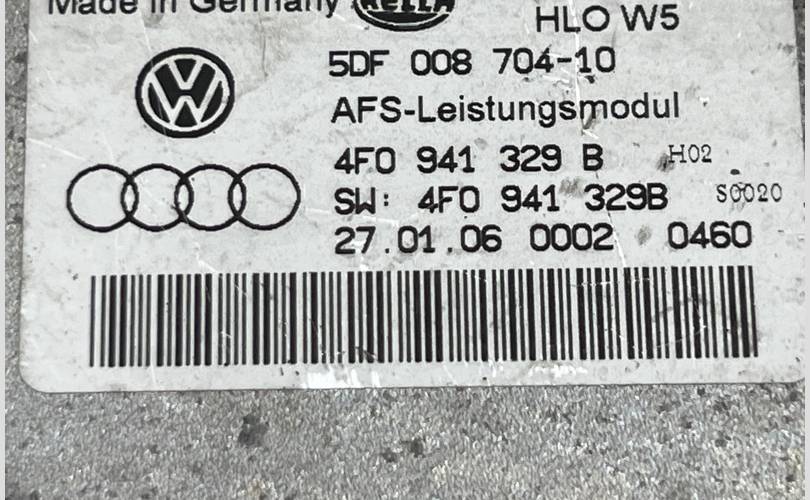 Made in Germany HELLA
HLO W5
5DF 008 704-10
AFS-Leistungsmodul
4F0 941 329 B H02
SW: 4F0 941 329B S0020
27.01.06 0002 0460